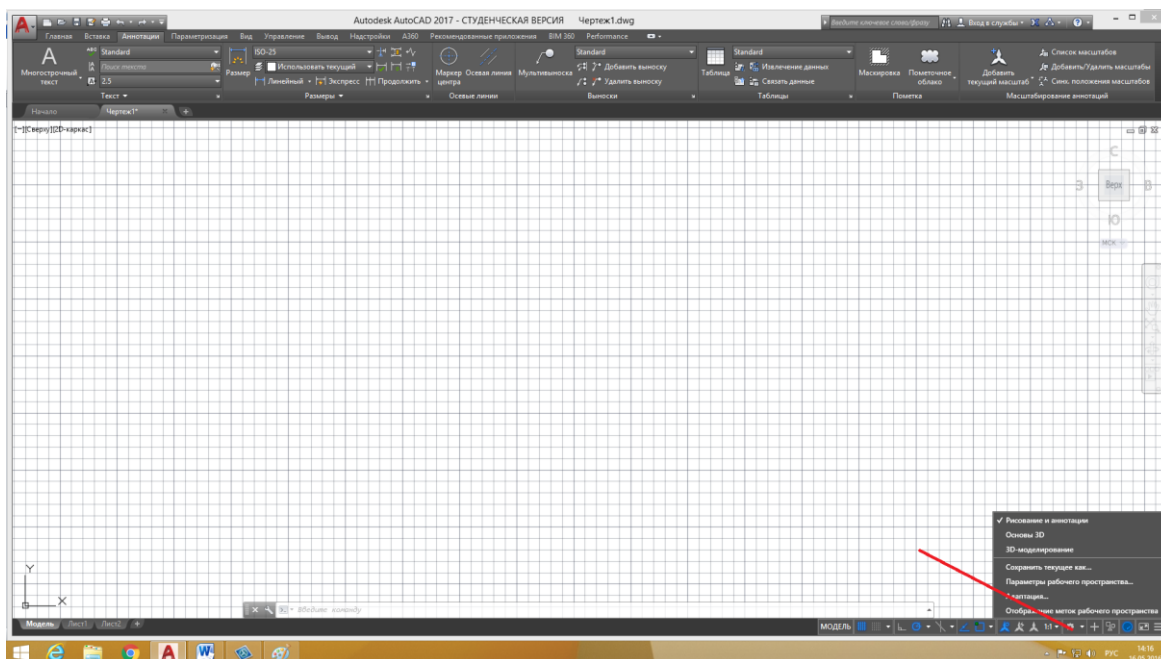 Autodesk AutoCAD 2017 - СТУДЕНЧЕСКАЯ ВЕРСИЯ Чертеж1.dwg
Введите ключевое слово/фразу Вход в службы
Главная Вставка Аннотации Параметризация Вид Управление Вывод Надстройки A360 Рекомендованные приложения BIM 360 Performance
Многострочный текст
Standard
Поиск текста
2.5
Текст
Размер
ISO-25
Использовать текущий
Линейный Экспресс Продолжить
Размеры
Маркер центра
Осевая линия
Осевые линии
Мультивыноска
Standard
Добавить выноску
Удалить выноску
Выноски
Таблица
Standard
Извлечение данных
Связать данные
Таблицы
Маскировка
Пометочное облако
Пометка
Добавить текущий масштаб
Список масштабов
Добавить/Удалить масштабы
Синх. положения масштабов
Масштабирование аннотаций
Начало Чертеж1*
[−][Сверху][2D-каркас]
С
З Верх В
Ю
МСК
✓ Рисование и аннотации
Основы 3D
3D-моделирование
Сохранить текущее как...
Параметры рабочего пространства...
Адаптация...
Отображение меток рабочего пространства
Y
X
Введите команду
Модель Лист1 Лист2 +
МОДЕЛЬ 1:1
РУС 14:16